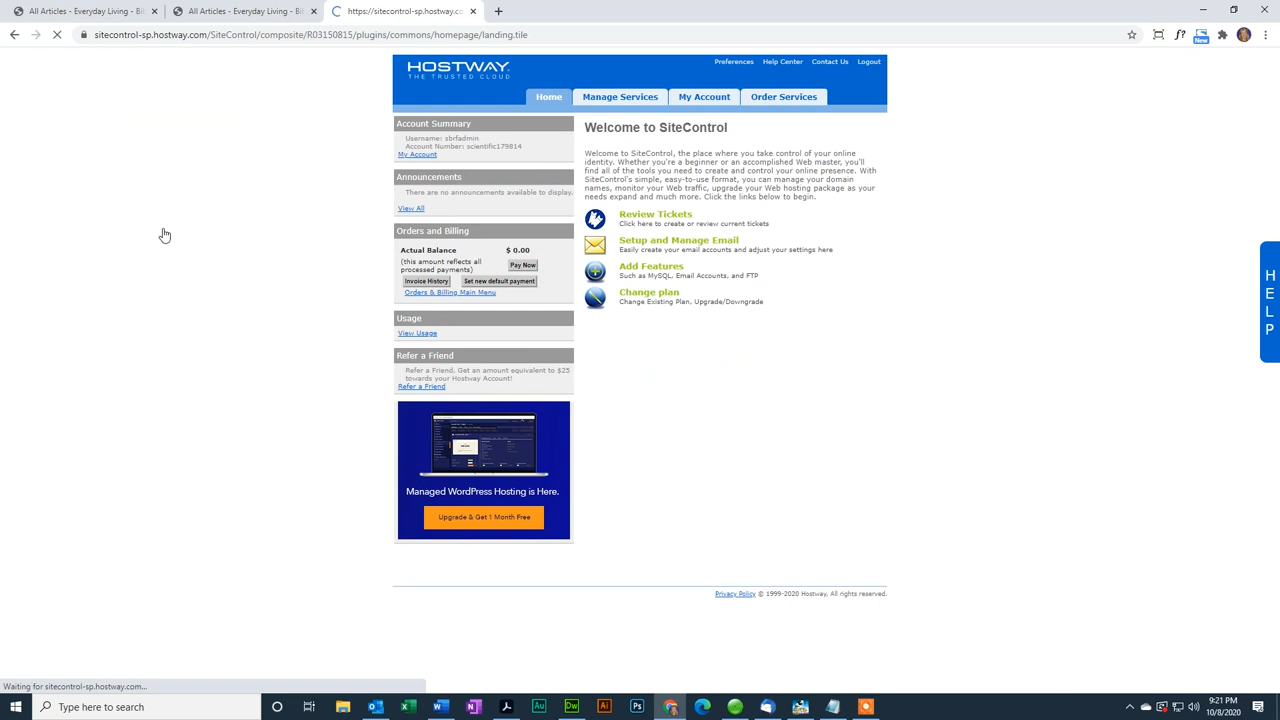 All Articles - Everyday Living - Bib
All Articles - Everyday Living - Bib
https://sitecontrol-sp.hostway.co
sitecontrol-sp.hostway.com/SiteControl/composite/R03150815/plugins/commons/homepage/landing.tile
New
HOSTWAY.
THE TRUSTED CLOUD
Preferences Help Center Contact Us Logout
Home Manage Services My Account Order Services
Account Summary
Username: sbrfadmin
Account Number: scientific179814
My Account
Announcements
There are no announcements available to display.
View All
Orders and Billing
Actual Balance $ 0.00
(this amount reflects all
processed payments)
Pay Now
Invoice History Set new default payment
Orders & Billing Main Menu
Usage
View Usage
Refer a Friend
Refer a Friend, Get an amount equivalent to $25
towards your Hostway Account!
Refer a Friend
Managed WordPress Hosting is Here.
Upgrade & Get 1 Month Free
Welcome to SiteControl
Welcome to SiteControl, the place where you take control of your online
identity. Whether you're a beginner or an accomplished Web master, you'll
find all of the tools you need to create and control your online presence. With
SiteControl's simple, easy-to-use format, you can manage your domain
names, monitor your Web traffic, upgrade your Web hosting package as your
needs expand and much more. Click the links below to begin.
Review Tickets
Click here to create or review current tickets
Setup and Manage Email
Easily create your email accounts and adjust your settings here
Add Features
Such as MySQL, Email Accounts, and FTP
Change plan
Change Existing Plan, Upgrade/Downgrade
HELP
Privacy Policy © 1999-2020 Hostway, All rights reserved.
Waiting for sitecontrol-sp.hostway.com...
Type here to search
9:21 PM
10/8/2020